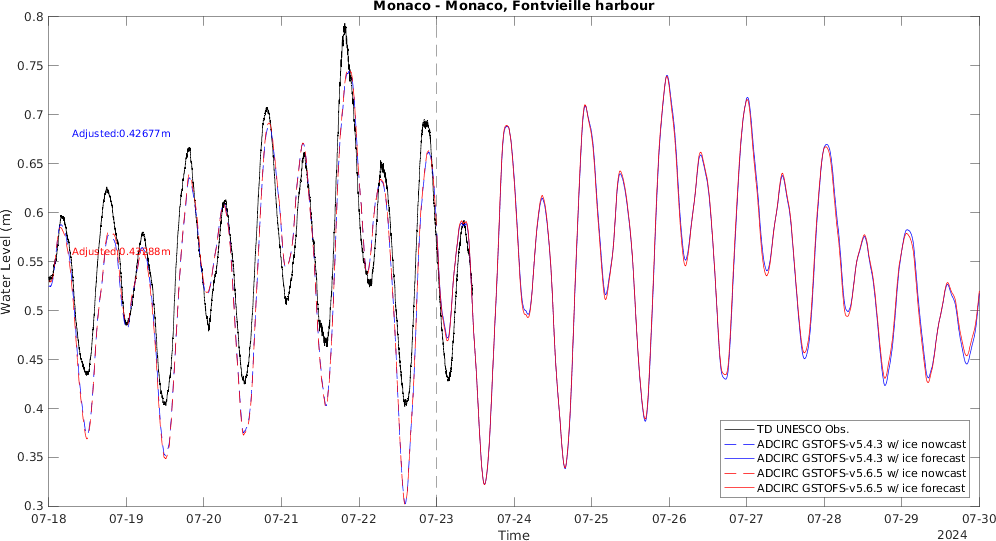 Monaco - Monaco, Fontvieille harbour
0.8
0.75
0.7
0.65
0.6
0.55
0.5
0.45
0.4
0.35
0.3
Water Level (m)
Adjusted:0.42677m
TD UNESCO Obs.
ADCIRC GSTOFS-v5.4.3 w/ ice nowcast
ADCIRC GSTOFS-v5.4.3 w/ ice forecast
ADCIRC GSTOFS-v5.6.5 w/ ice nowcast
ADCIRC GSTOFS-v5.6.5 w/ ice forecast
07-18 07-19 07-20 07-21 07-22 07-23 07-24 07-25 07-26 07-27 07-28 07-29 07-30
Time
2024